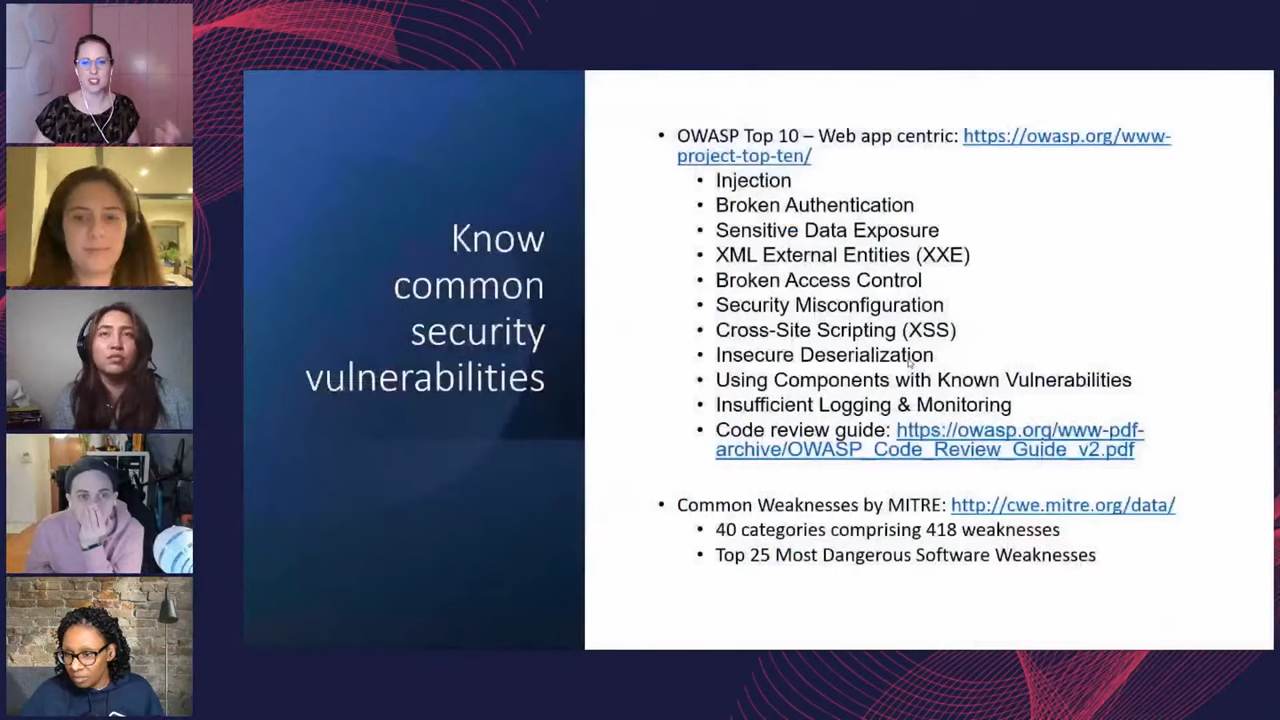 Know
common
security
vulnerabilities
• OWASP Top 10 – Web app centric: https://owasp.org/www-
project-top-ten/
• Injection
• Broken Authentication
• Sensitive Data Exposure
• XML External Entities (XXE)
• Broken Access Control
• Security Misconfiguration
• Cross-Site Scripting (XSS)
• Insecure Deserialization
• Using Components with Known Vulnerabilities
• Insufficient Logging & Monitoring
• Code review guide: https://owasp.org/www-pdf-
archive/OWASP_Code_Review_Guide_v2.pdf
• Common Weaknesses by MITRE: http://cwe.mitre.org/data/
• 40 categories comprising 418 weaknesses
• Top 25 Most Dangerous Software Weaknesses